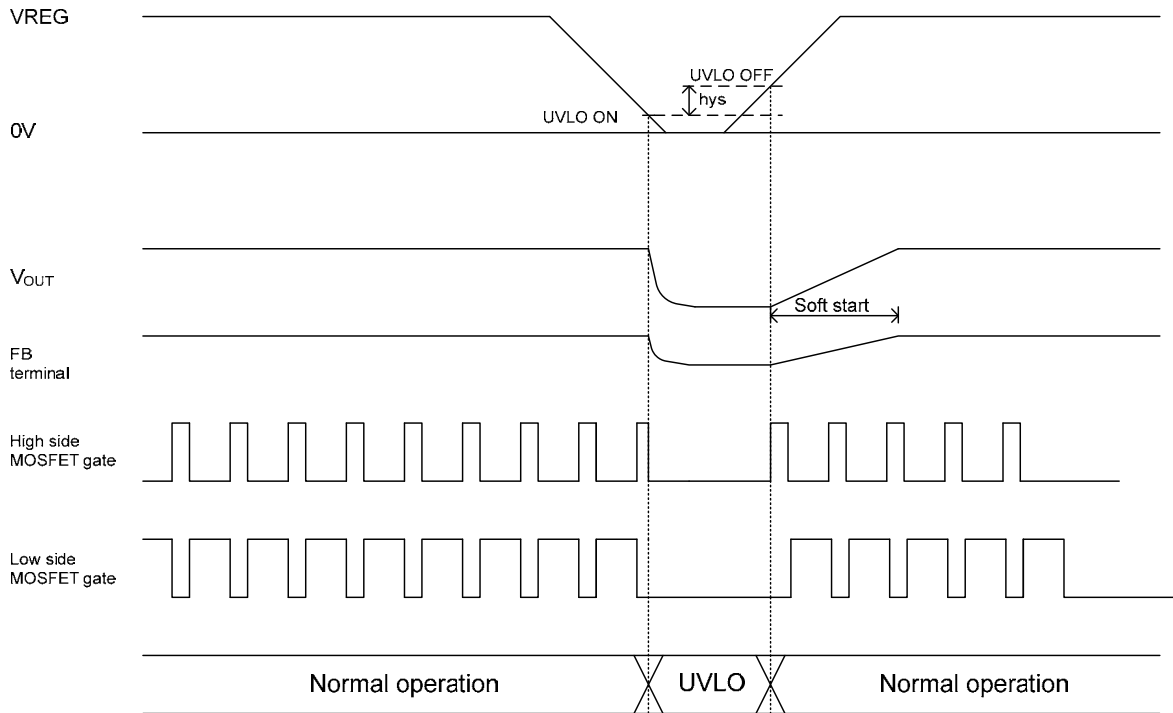 VREG
UVLO OFF
hys
UVLO ON
0V
VOUT
Soft start
FB
terminal
High side
MOSFET gate
Low side
MOSFET gate
Normal operation
UVLO
Normal operation